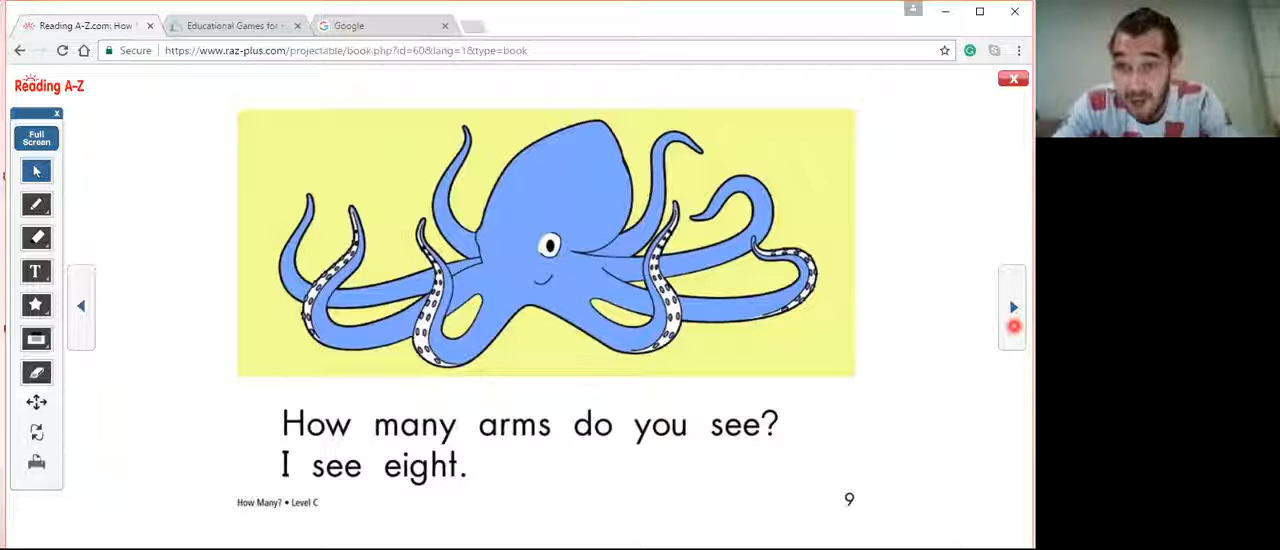 Reading A-Z.com: How
Educational Games for
Google
Secure
https://www.raz-plus.com/projectable/book.php?id=60&lang=1&type=book
Reading A-Z
Full
Screen
T
How many arms do you see?
I see eight.
How Many? • Level C
9